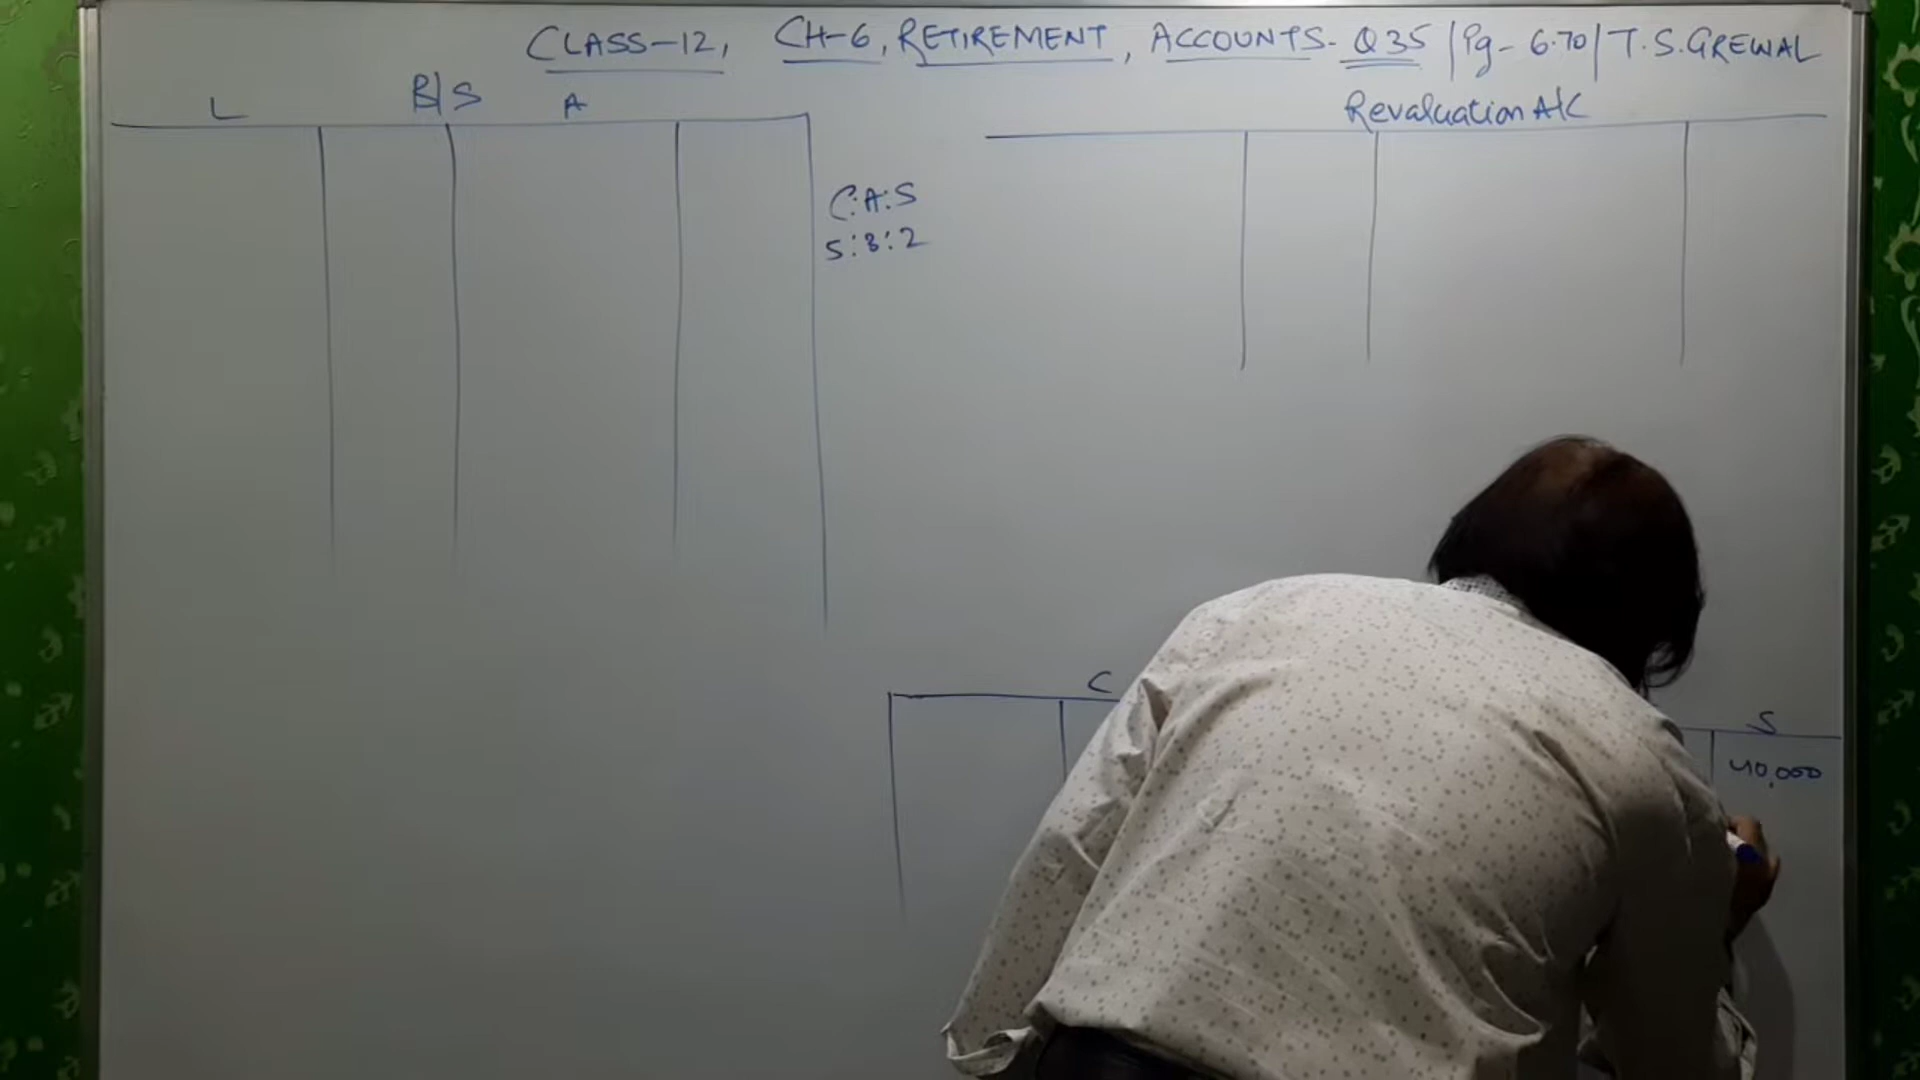 CLASS-12, CH-6, RETIREMENT, ACCOUNTS- Q35 | Pg- 6.70 | T.S. GREWAL
L B/S A
Revaluation A/C
C:A:S
5:3:2
C S
40,000